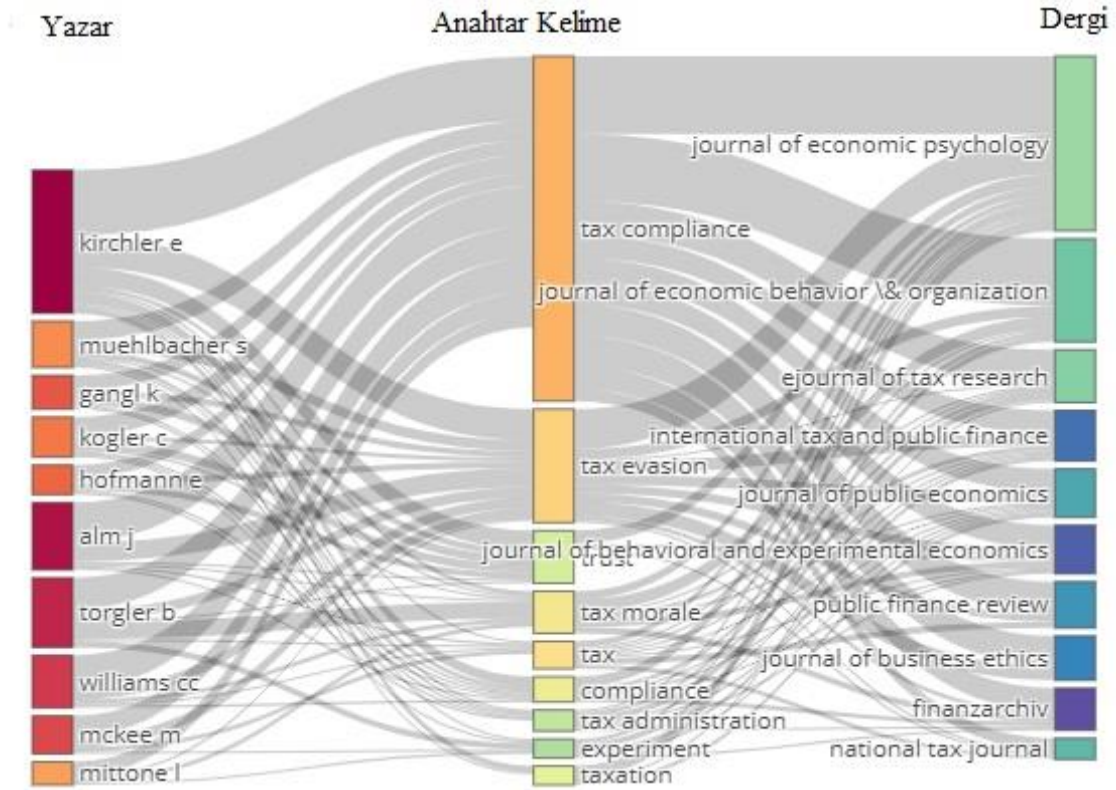 Yazar
Anahtar Kelime
Dergi
kirchler e
muehlbacher s
gangl k
kogler c
hofmann e
alm j
torgler b
williams cc
mckee m
mittone l
tax compliance
tax evasion
trust
tax morale
tax
compliance
tax administration
experiment
taxation
journal of economic psychology
journal of economic behavior \& organization
ejournal of tax research
international tax and public finance
journal of public economics
journal of behavioral and experimental economics
public finance review
journal of business ethics
finanzarchiv
national tax journal